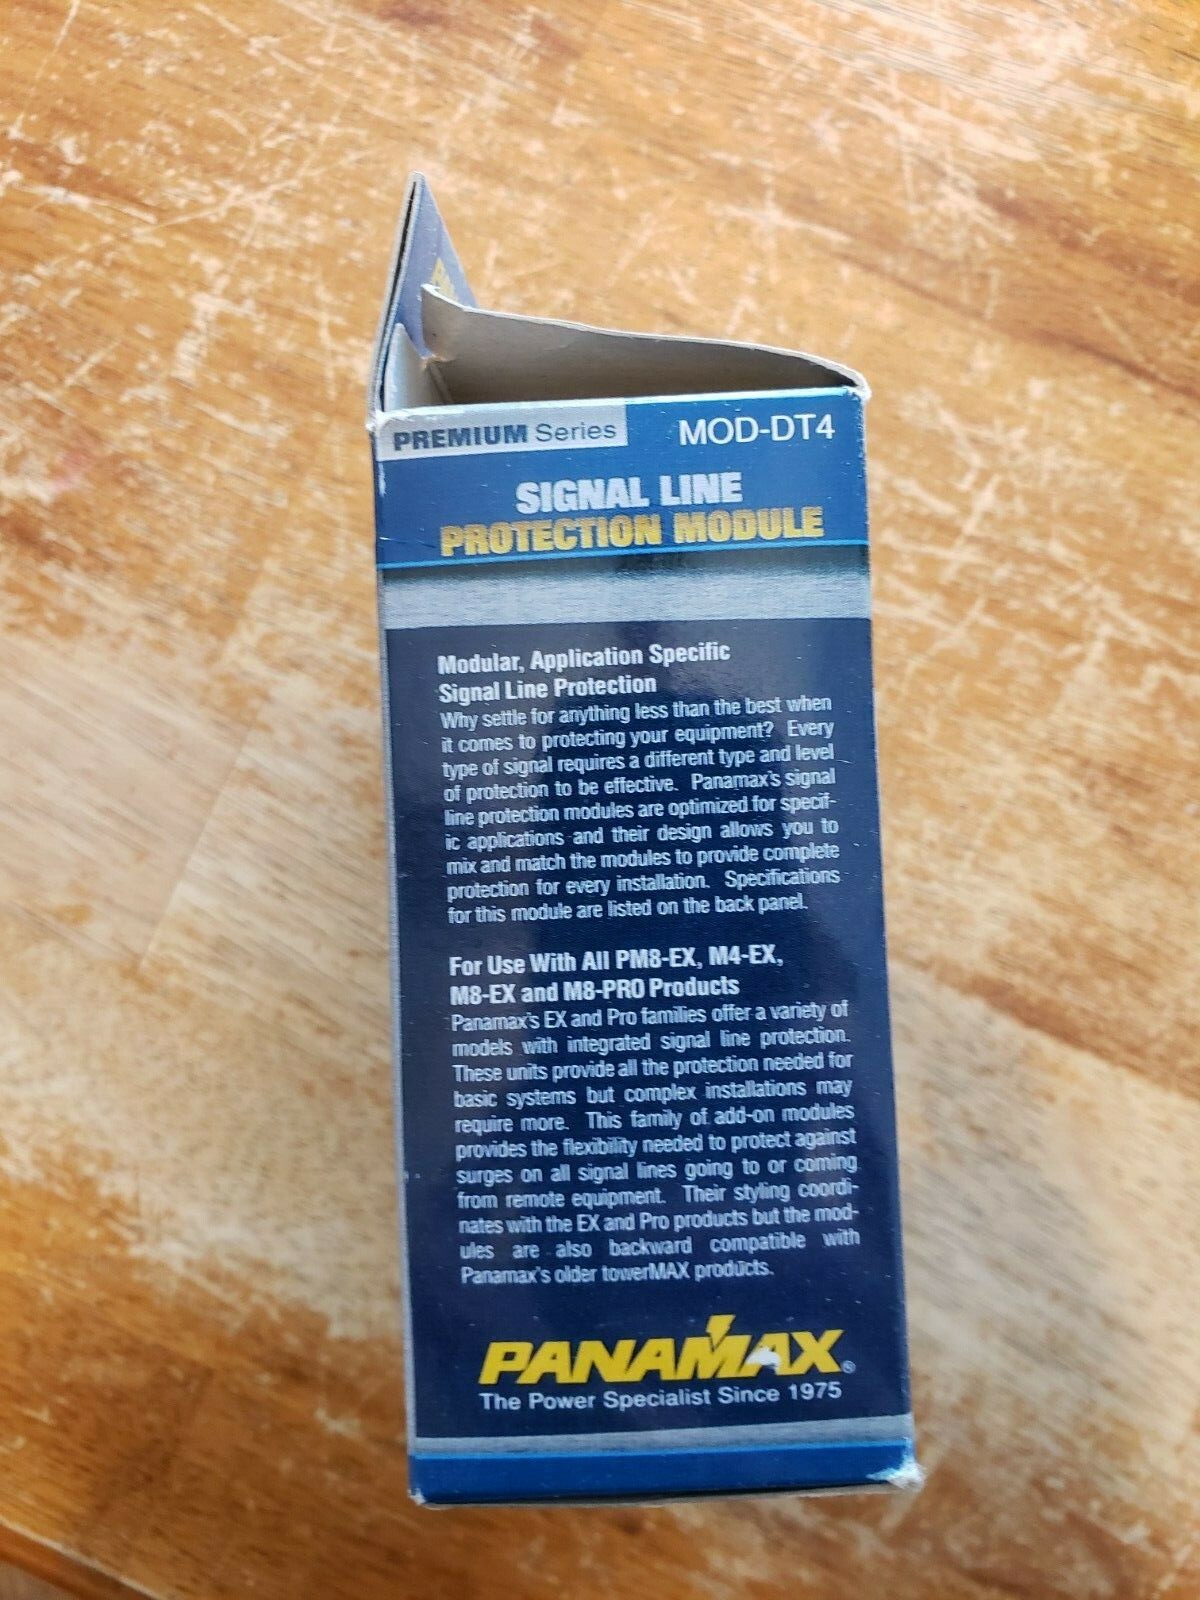 PREMIUM Series MOD-DT4
SIGNAL LINE
PROTECTION MODULE
Modular, Application Specific
Signal Line Protection
Why settle for anything less than the best when
it comes to protecting your equipment? Every
type of signal requires a different type and level
of protection to be effective. Panamax's signal
line protection modules are optimized for specif-
ic applications and their design allows you to
mix and match the modules to provide complete
protection for every installation. Specifications
for this module are listed on the back panel.
For Use With All PM8-EX, M4-EX,
M8-EX and M8-PRO Products
Panamax's EX and Pro families offer a variety of
models with integrated signal line protection.
These units provide all the protection needed for
basic systems but complex installations may
require more. This family of add-on modules
provides the flexibility needed to protect against
surges on all signal lines going to or coming
from remote equipment. Their styling coordi-
nates with the EX and Pro products but the mod-
ules are also backward compatible with
Panamax's older towerMAX products.
PANAMAX®
The Power Specialist Since 1975